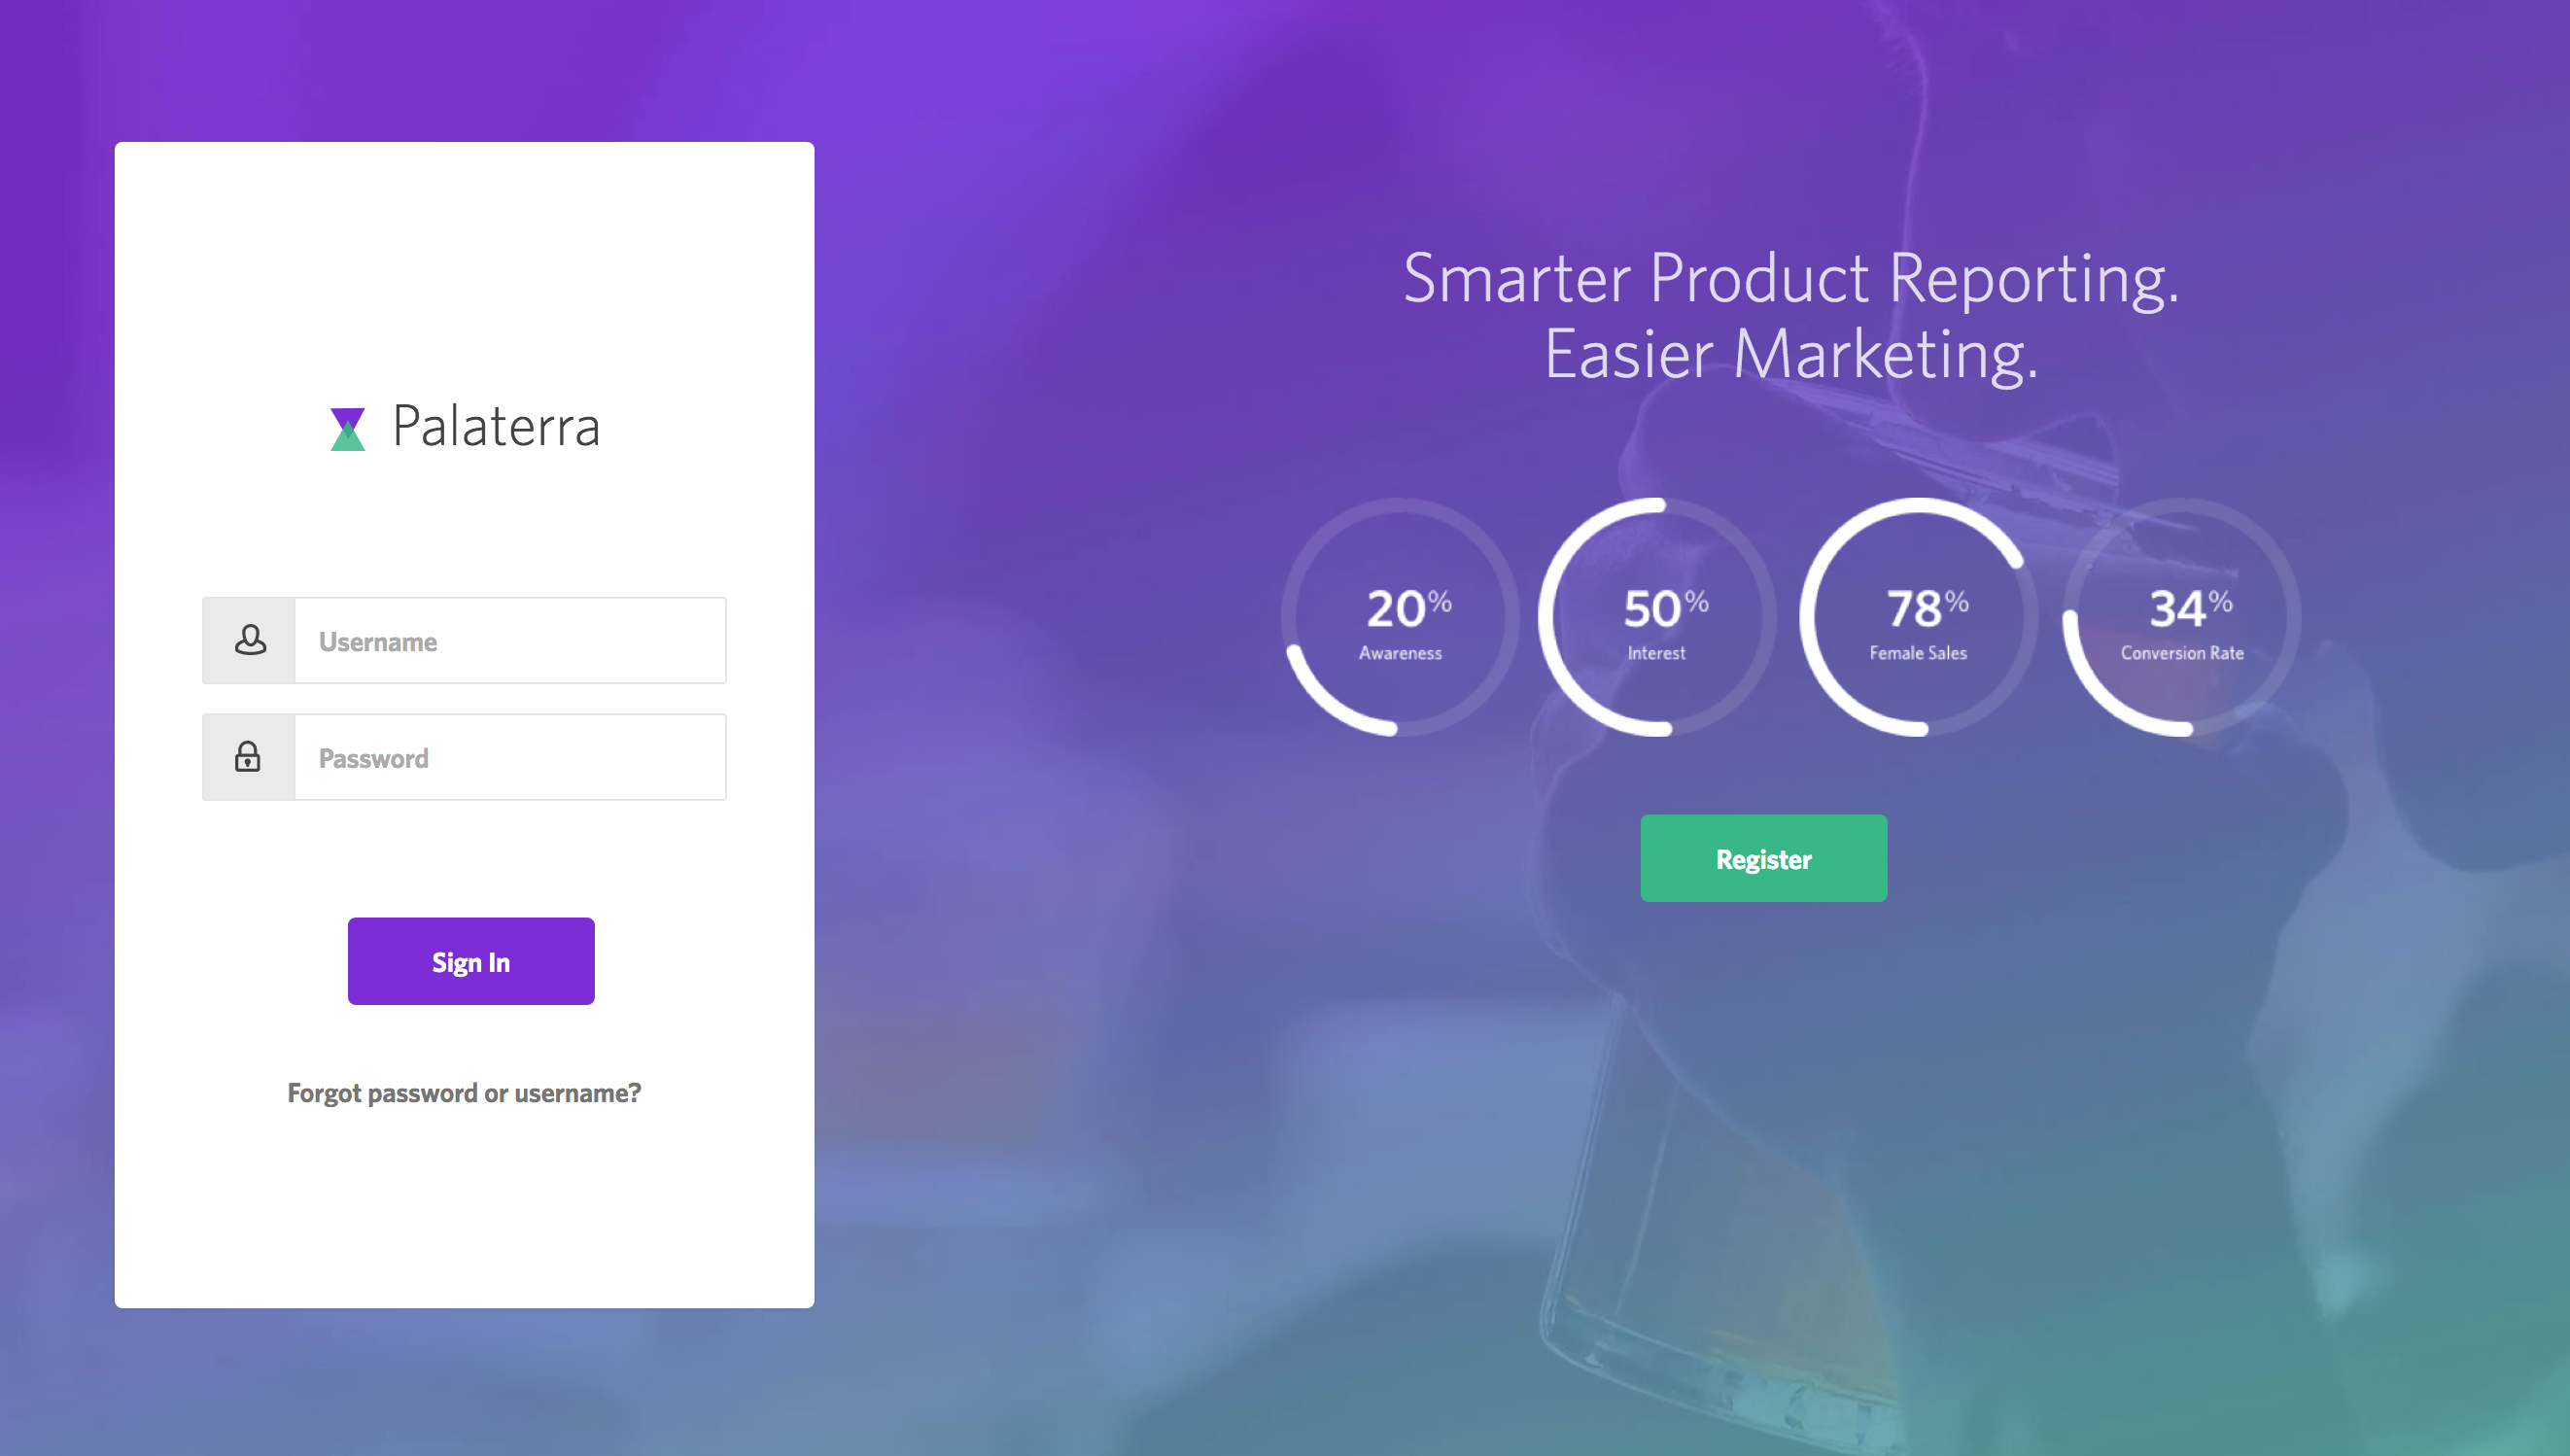 Palaterra
Username
Password
Sign In
Forgot password or username?
Smarter Product Reporting.
Easier Marketing.
20%
Awareness
50%
Interest
78%
Female Sales
34%
Conversion Rate
Register